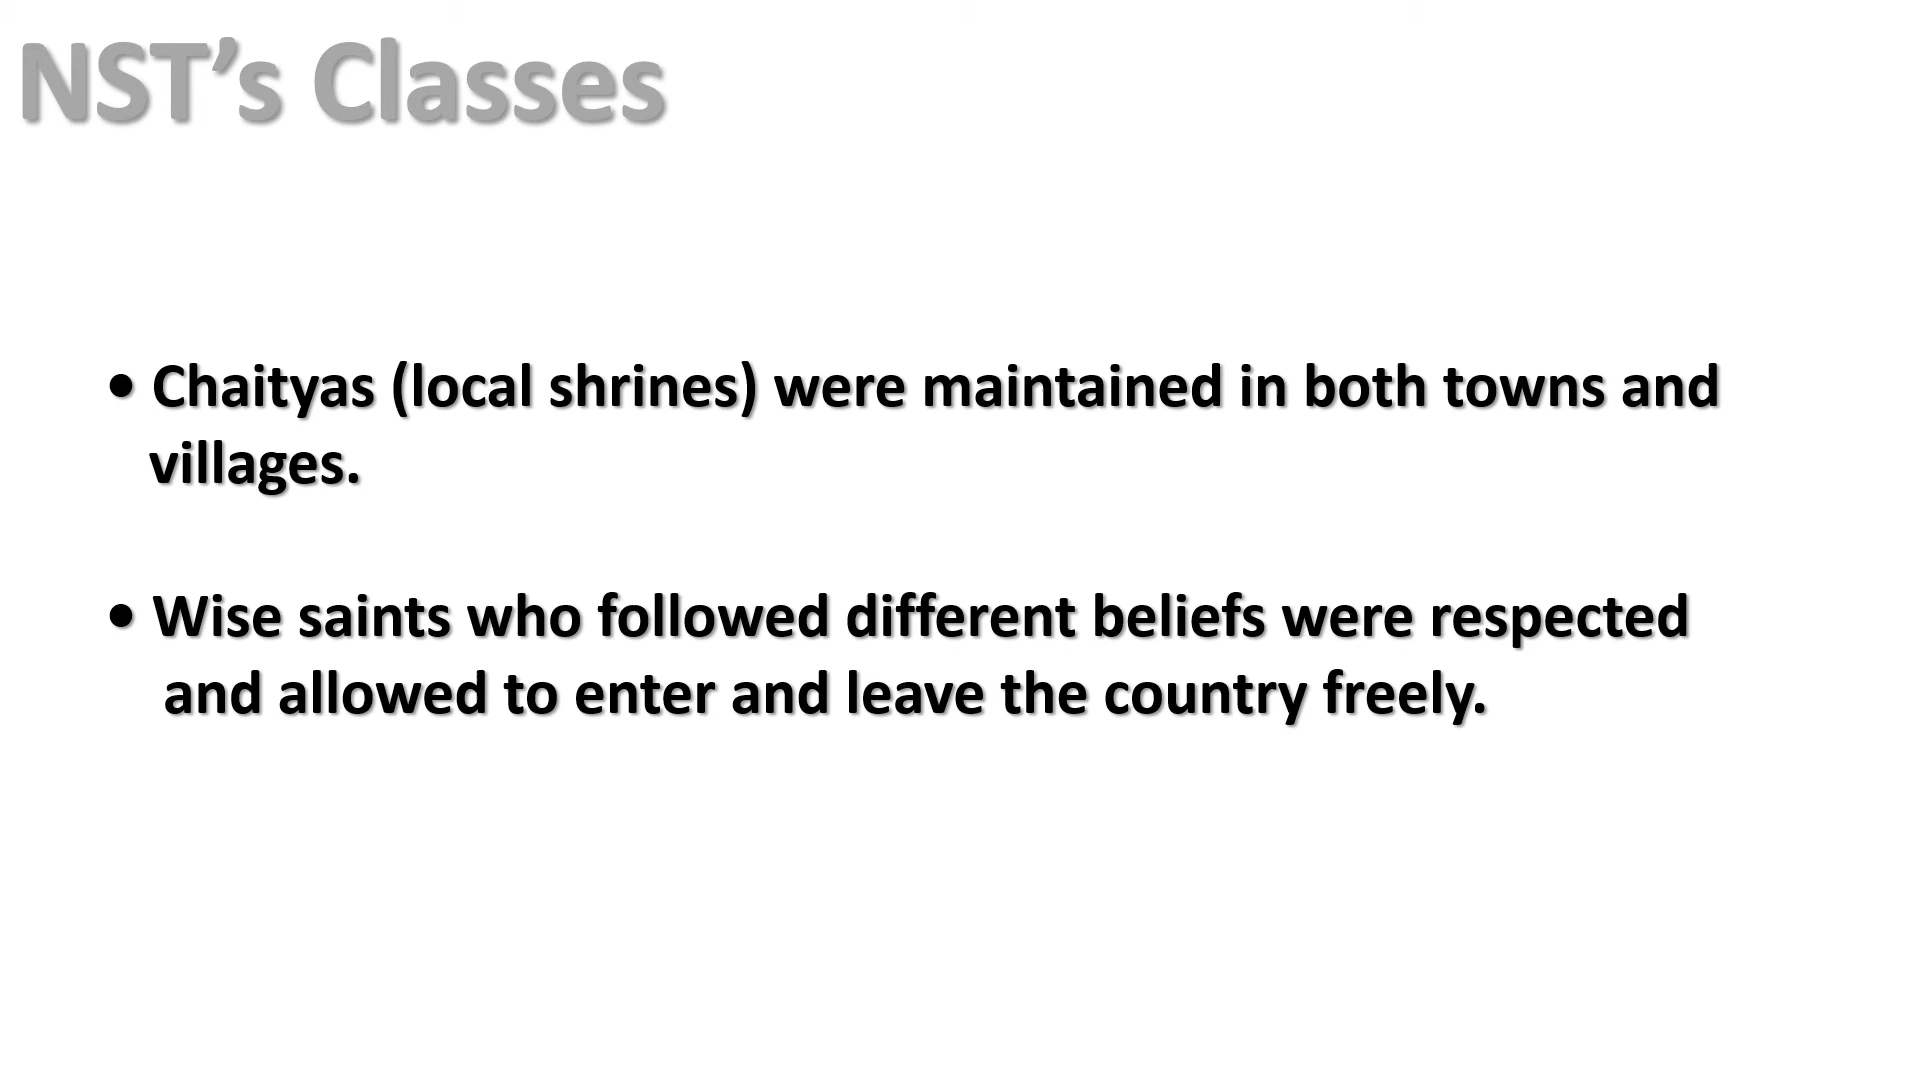 NST’s Classes
• Chaityas (local shrines) were maintained in both towns and
villages.
• Wise saints who followed different beliefs were respected
and allowed to enter and leave the country freely.